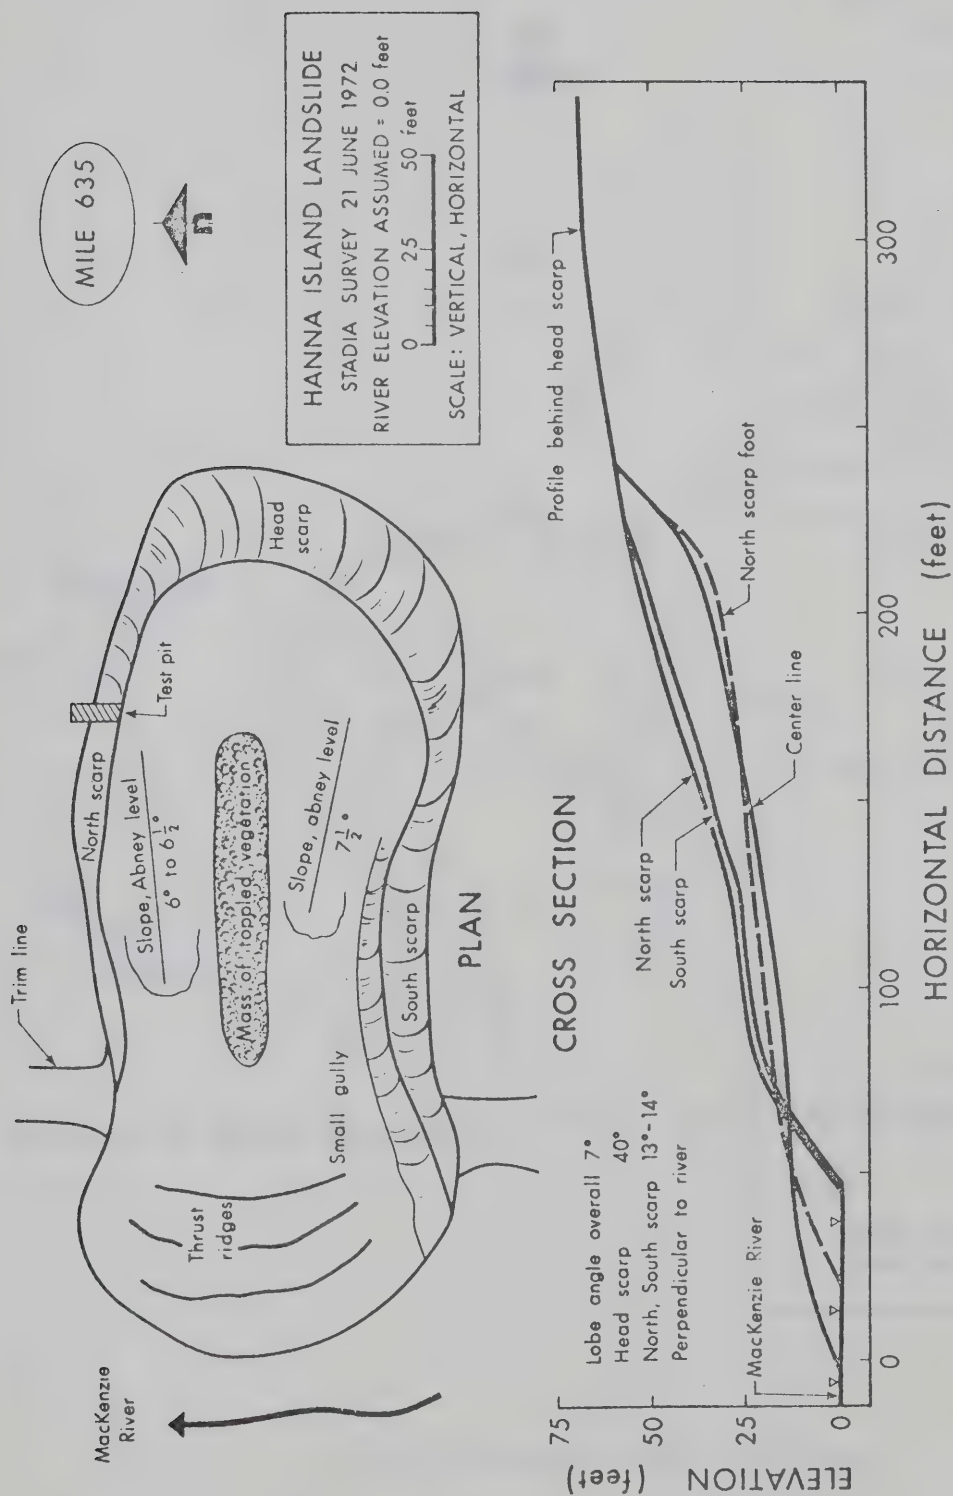 MILE 635
n
HANNA ISLAND LANDSLIDE
STADIA SURVEY 21 JUNE 1972
RIVER ELEVATION ASSUMED = 0.0 feet
0 25 50 feet
SCALE: VERTICAL, HORIZONTAL
MacKenzie
River
Trim line
North scarp
Test pit
Head
scarp
Slope, Abney level
6° to 6½°
Mass of toppled vegetation
Slope, abney level
7½°
Thrust
ridges
Small gully
South scarp
PLAN
CROSS SECTION
Lobe angle overall 7°
Head scarp 40°
North, South scarp 13°-14°
Perpendicular to river
MacKenzie River
North scarp
South scarp
Profile behind head scarp
North scarp foot
Center line
ELEVATION (feet)
75
50
25
0
0 100 200 300
HORIZONTAL DISTANCE (feet)